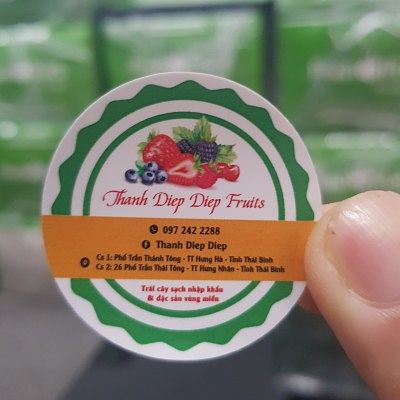 Thanh Diep Diep Fruits
097 242 2288
Thanh Diep Diep
Cs 1: Phố Trần Thánh Tông - TT Hưng Hà - Tỉnh Thái Bình
Cs 2: 26 Phố Trần Thái Tông - TT Hưng Nhân - Tỉnh Thái Bình
Trái cây sạch nhập khẩu
& đặc sản vùng miền